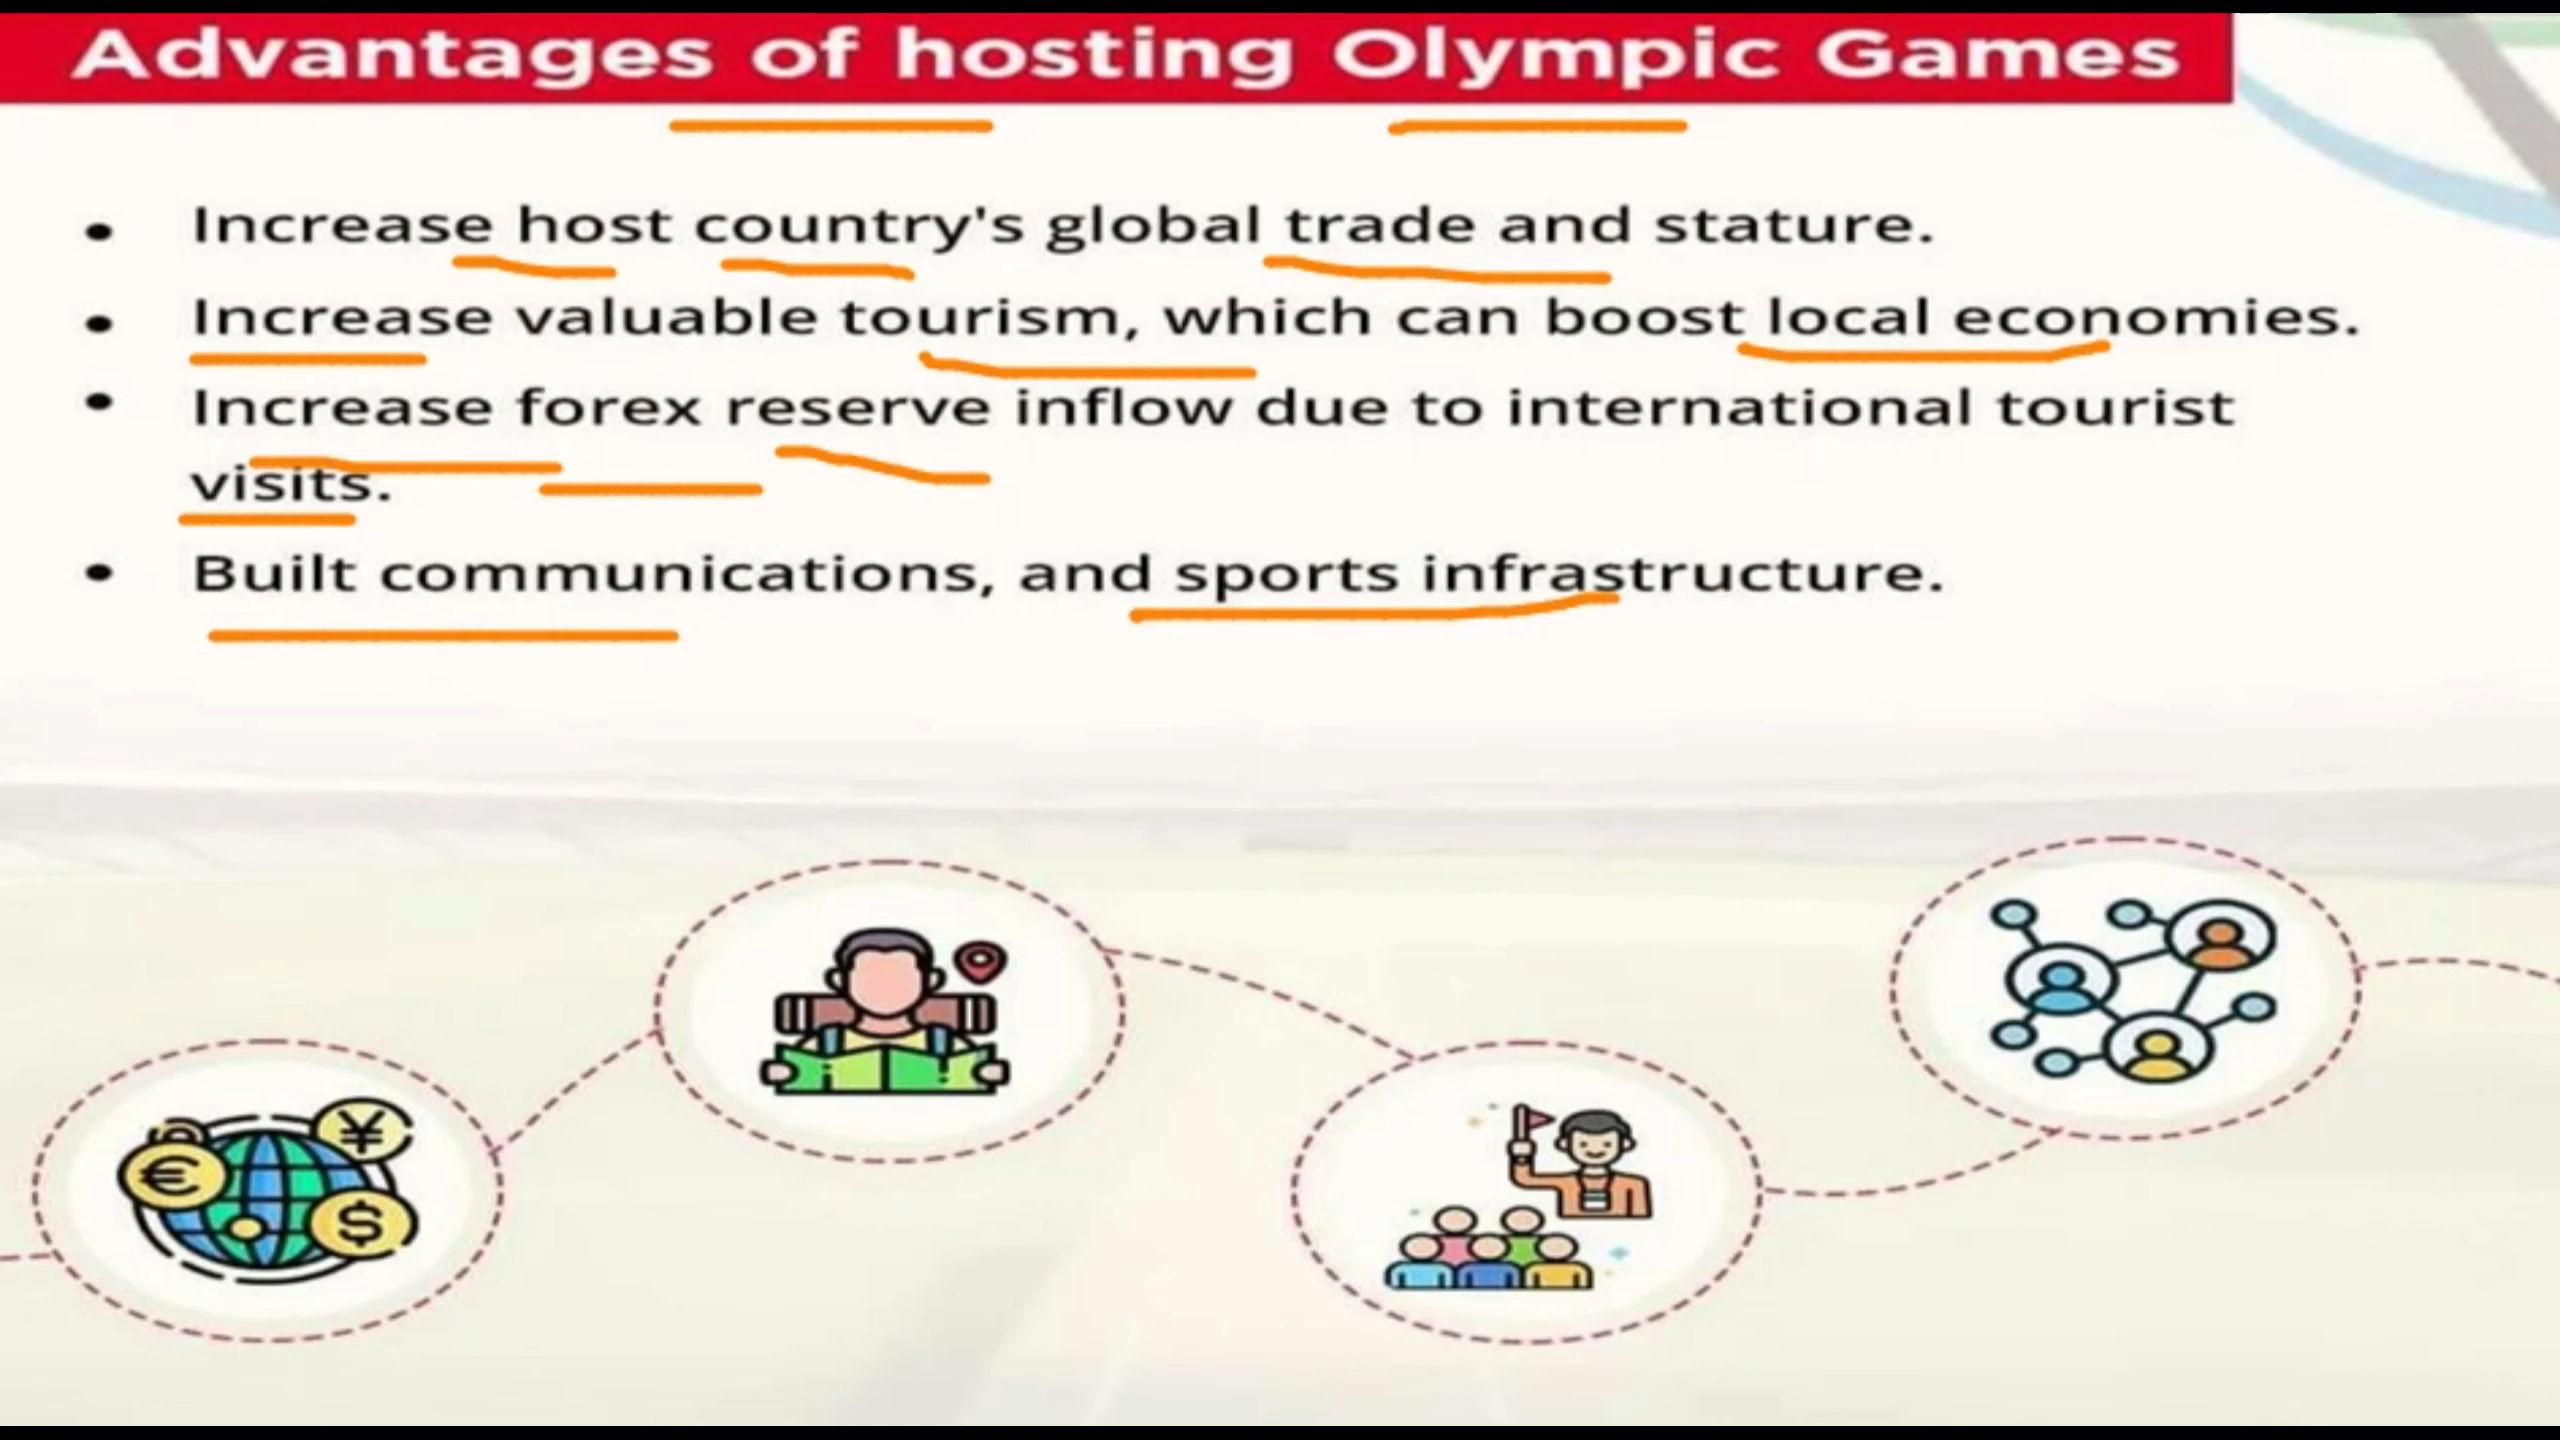 Advantages of hosting Olympic Games
• Increase host country's global trade and stature.
• Increase valuable tourism, which can boost local economies.
• Increase forex reserve inflow due to international tourist
visits.
• Built communications, and sports infrastructure.
¥
€
$